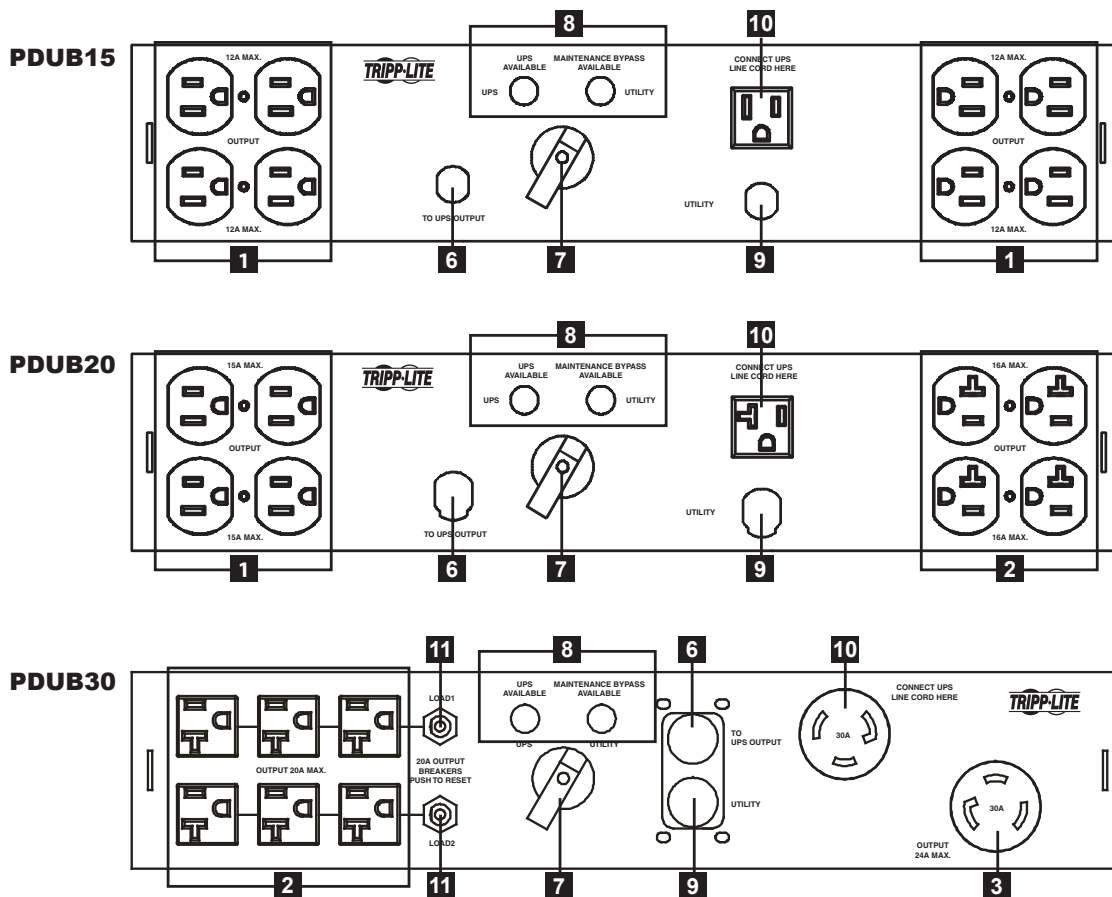 8
10
PDUB15
12A MAX.
TRIPP·LITE
UPS
AVAILABLE
MAINTENANCE BYPASS
AVAILABLE
UPS
UTILITY
CONNECT UPS
LINE CORD HERE
12A MAX.
OUTPUT
OUTPUT
TO UPS OUTPUT
UTILITY
12A MAX.
12A MAX.
1
6
7
9
1
8
10
PDUB20
15A MAX.
TRIPP·LITE
UPS
AVAILABLE
MAINTENANCE BYPASS
AVAILABLE
UPS
UTILITY
CONNECT UPS
LINE CORD HERE
16A MAX.
OUTPUT
OUTPUT
UTILITY
15A MAX.
TO UPS OUTPUT
16A MAX.
1
6
7
9
2
11
8
6
10
PDUB30
LOAD1
UPS
AVAILABLE
MAINTENANCE BYPASS
AVAILABLE
UPS
UTILITY
TO
UPS OUTPUT
CONNECT UPS
LINE CORD HERE
TRIPP·LITE
30A
OUTPUT 20A MAX.
20A OUTPUT
BREAKERS
PUSH TO RESET
UTILITY
30A
LOAD2
OUTPUT
24A MAX.
2
11
7
9
3